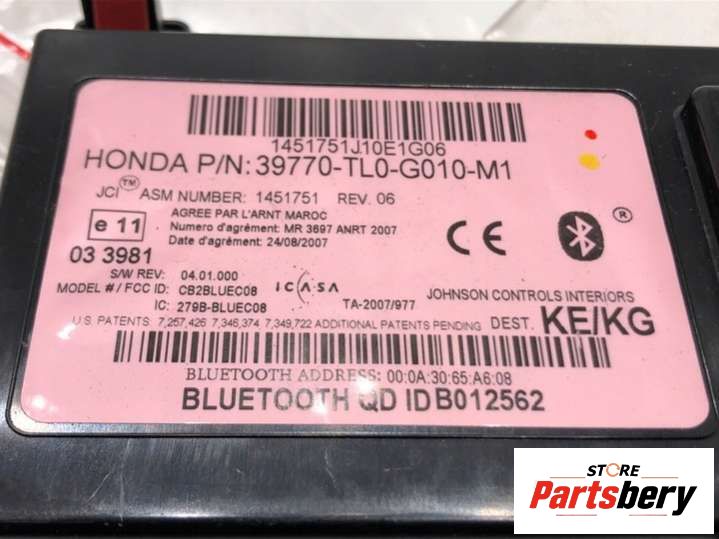 1451751J10E1G06
HONDA P/N: 39770-TL0-G010-M1
JCI™ ASM NUMBER: 1451751 REV. 06
e 11
AGREE PAR L'ARNT MAROC
Numero d'agrément: MR 3697 ANRT 2007
Date d'agrément: 24/08/2007
03 3981
CE
®
S/W REV: 04.01.000
MODEL # / FCC ID: CB2BLUEC08
ICASA
IC: 279B-BLUEC08
TA-2007/977
JOHNSON CONTROLS INTERIORS
U.S. PATENTS 7,257,426 7,346,374 7,349,722 ADDITIONAL PATENTS PENDING DEST. KE/KG
BLUETOOTH ADDRESS: 00:0A:30:65:A6:08
BLUETOOTH QD ID B012562
STORE
Partsbery